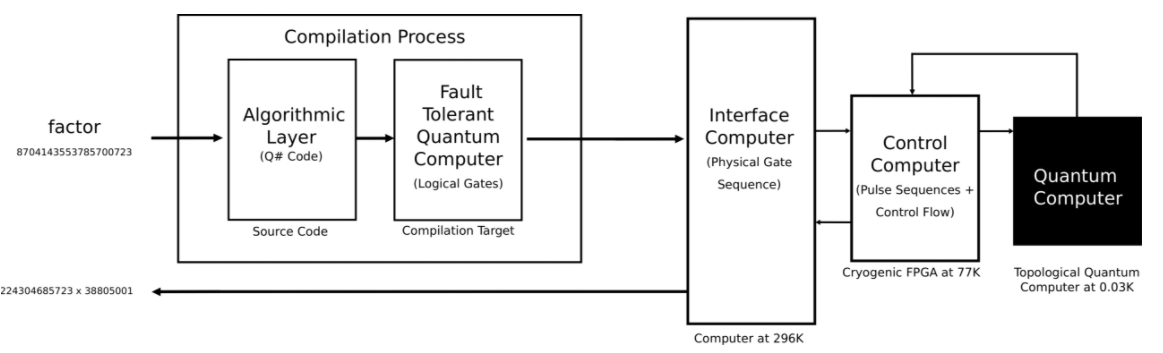 Compilation Process
factor
8704143553785700723
Algorithmic
Layer
(Q# Code)
Source Code
Fault
Tolerant
Quantum
Computer
(Logical Gates)
Compilation Target
Interface
Computer
(Physical Gate
Sequence)
Computer at 296K
Control
Computer
(Pulse Sequences +
Control Flow)
Cryogenic FPGA at 77K
Quantum
Computer
Topological Quantum
Computer at 0.03K
224304685723 x 38805001